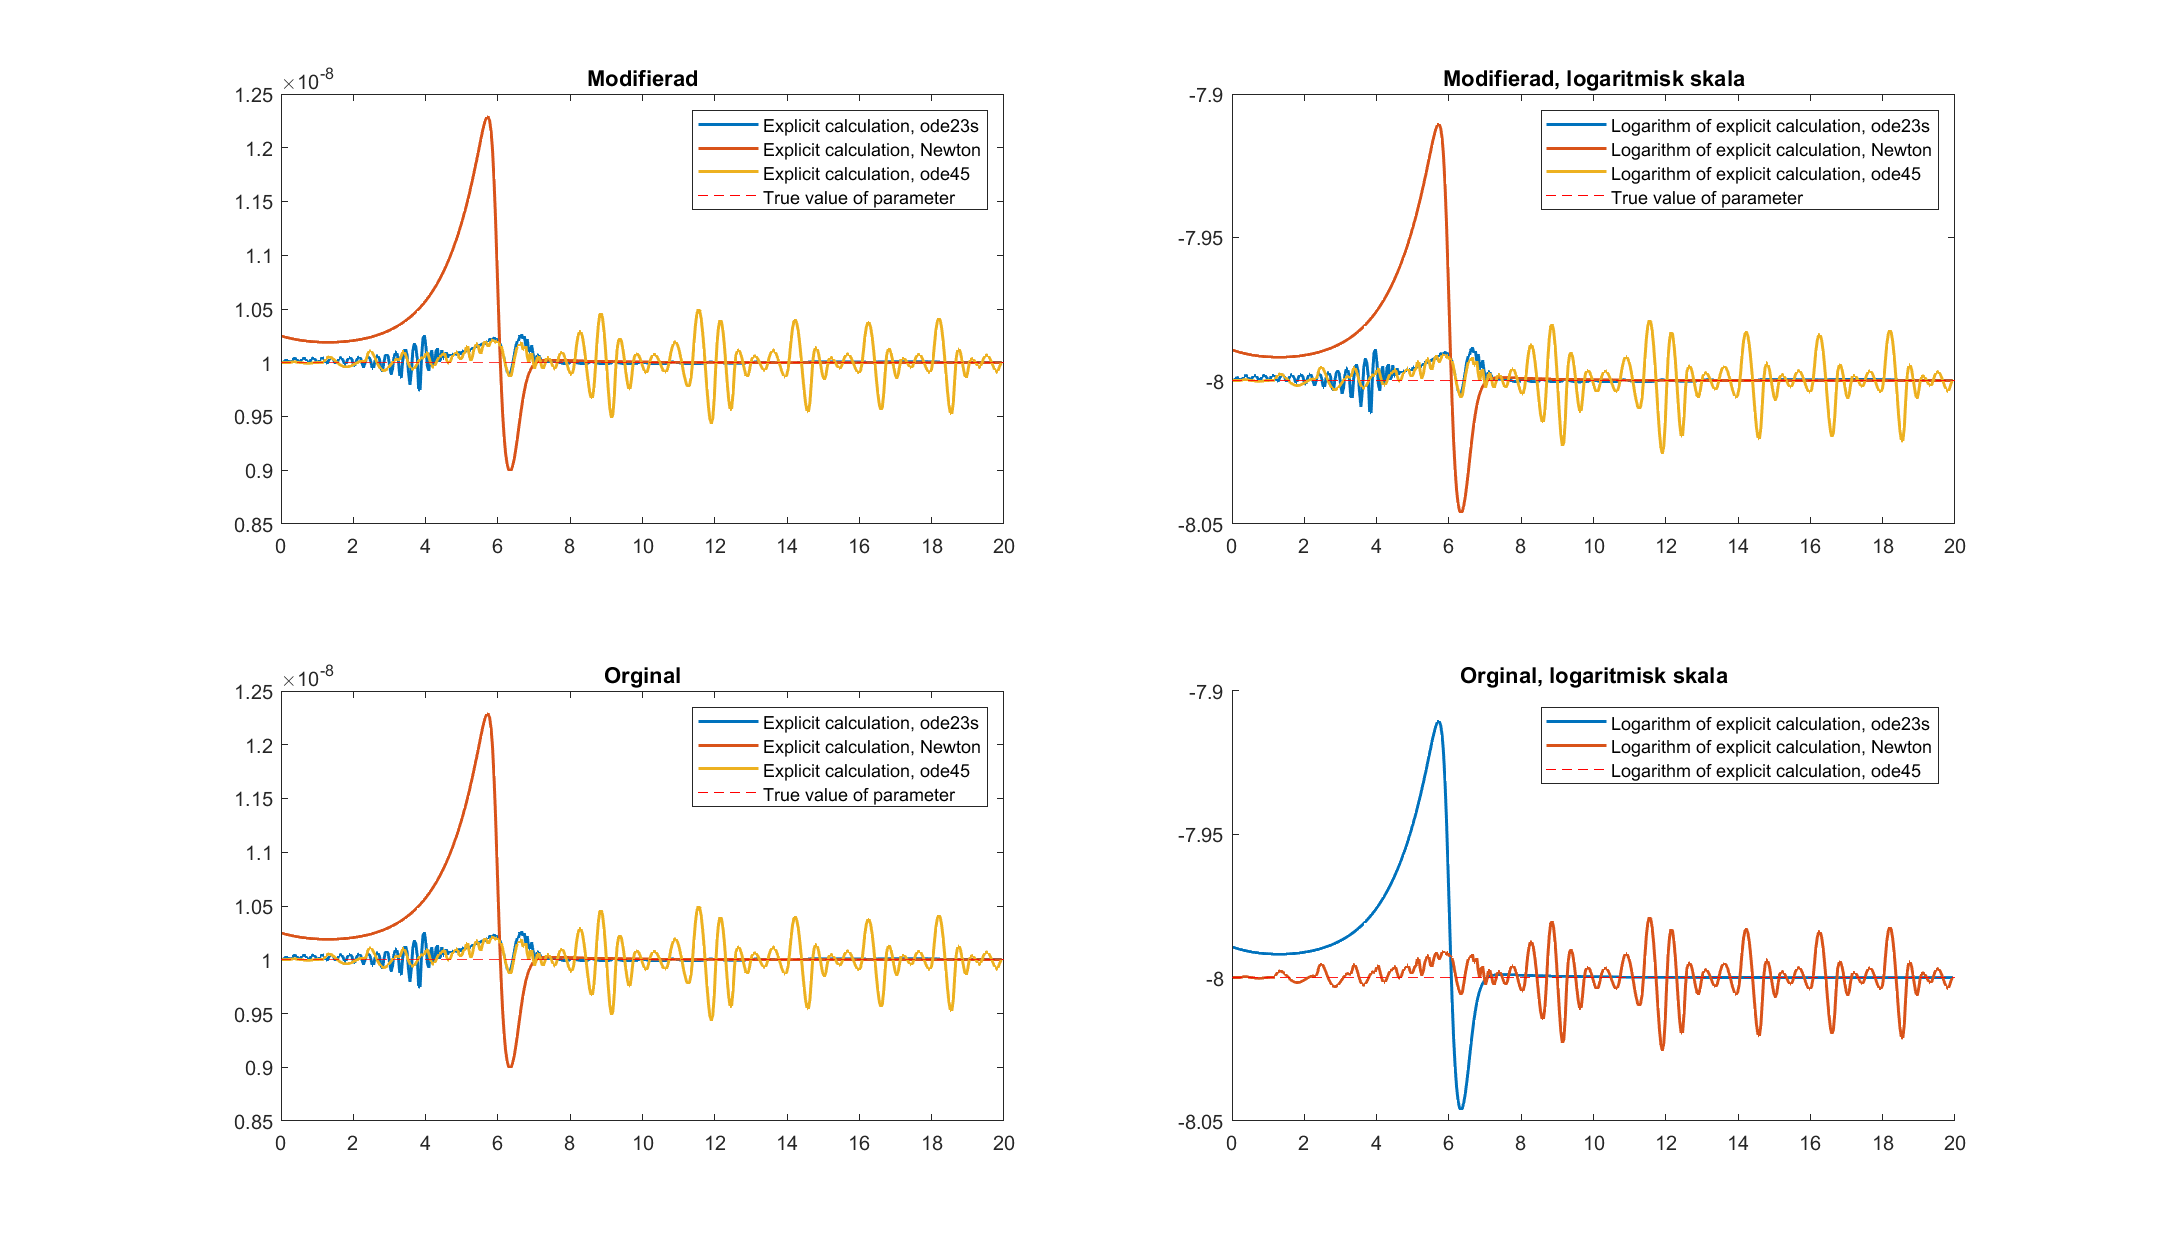 Modifierad
×10-8
1.25
1.2
1.15
1.1
1.05
1
0.95
0.9
0.85
0 2 4 6 8 10 12 14 16 18 20
Explicit calculation, ode23s
Explicit calculation, Newton
Explicit calculation, ode45
True value of parameter
Modifierad, logaritmisk skala
-7.9
-7.95
-8
-8.05
0 2 4 6 8 10 12 14 16 18 20
Logarithm of explicit calculation, ode23s
Logarithm of explicit calculation, Newton
Logarithm of explicit calculation, ode45
True value of parameter
Orginal
×10-8
1.25
1.2
1.15
1.1
1.05
1
0.95
0.9
0.85
0 2 4 6 8 10 12 14 16 18 20
Explicit calculation, ode23s
Explicit calculation, Newton
Explicit calculation, ode45
True value of parameter
Orginal, logaritmisk skala
-7.9
-7.95
-8
-8.05
0 2 4 6 8 10 12 14 16 18 20
Logarithm of explicit calculation, ode23s
Logarithm of explicit calculation, Newton
Logarithm of explicit calculation, ode45